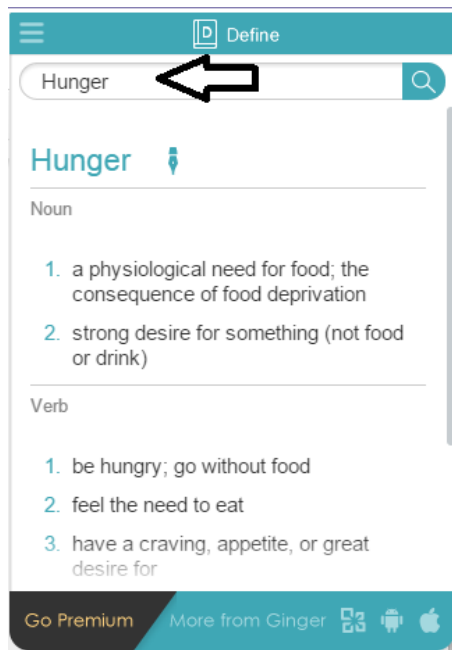 Define
Hunger
Hunger
Noun
1. a physiological need for food; the
consequence of food deprivation
2. strong desire for something (not food
or drink)
Verb
1. be hungry; go without food
2. feel the need to eat
3. have a craving, appetite, or great
desire for
Go Premium More from Ginger